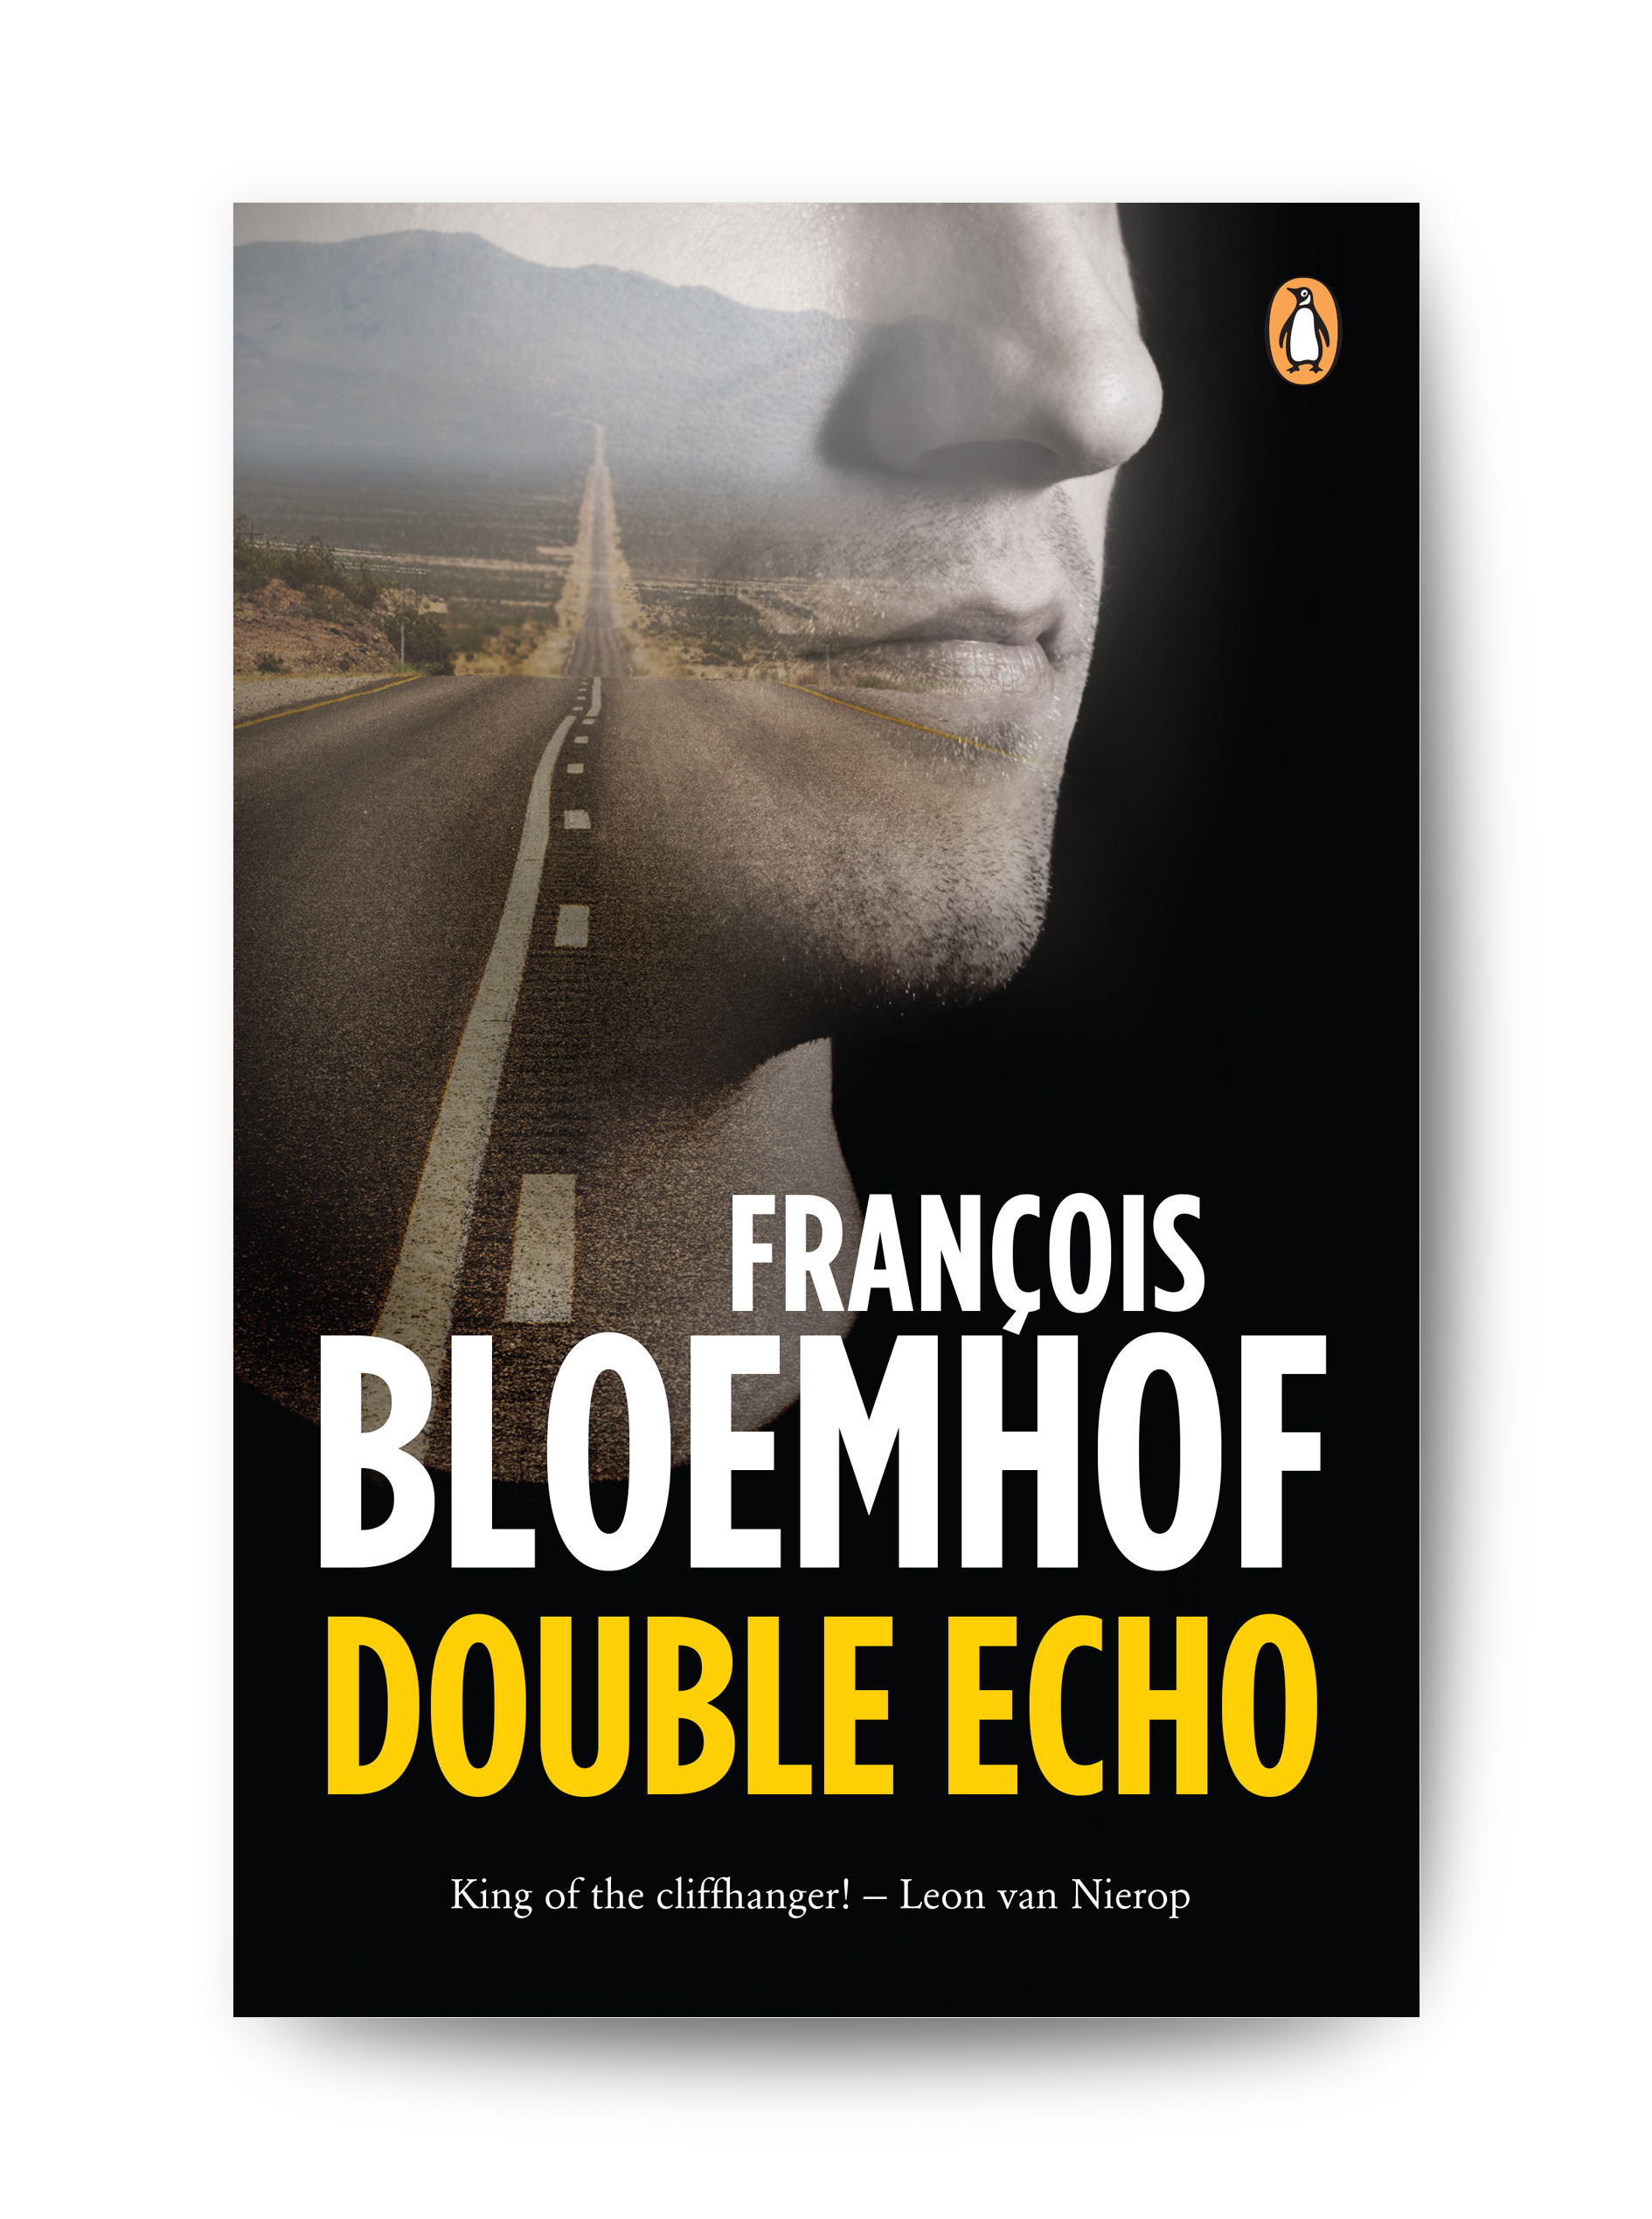 FRANÇOIS
BLOEMHOF
DOUBLE ECHO
King of the cliffhanger! – Leon van Nierop